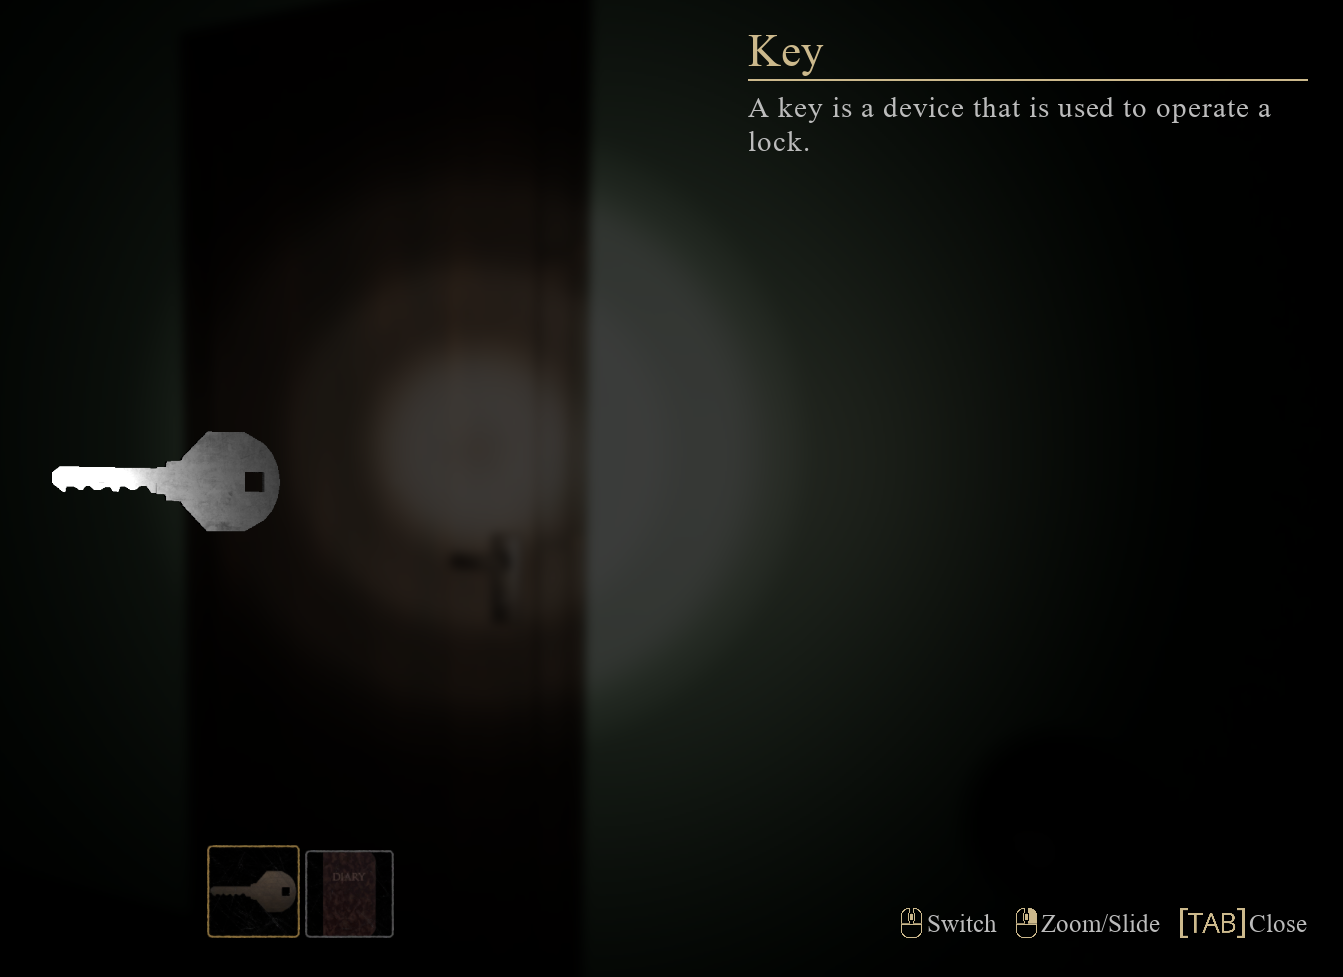 Key
A key is a device that is used to operate a
lock.
DIARY
Switch Zoom/Slide [TAB]Close